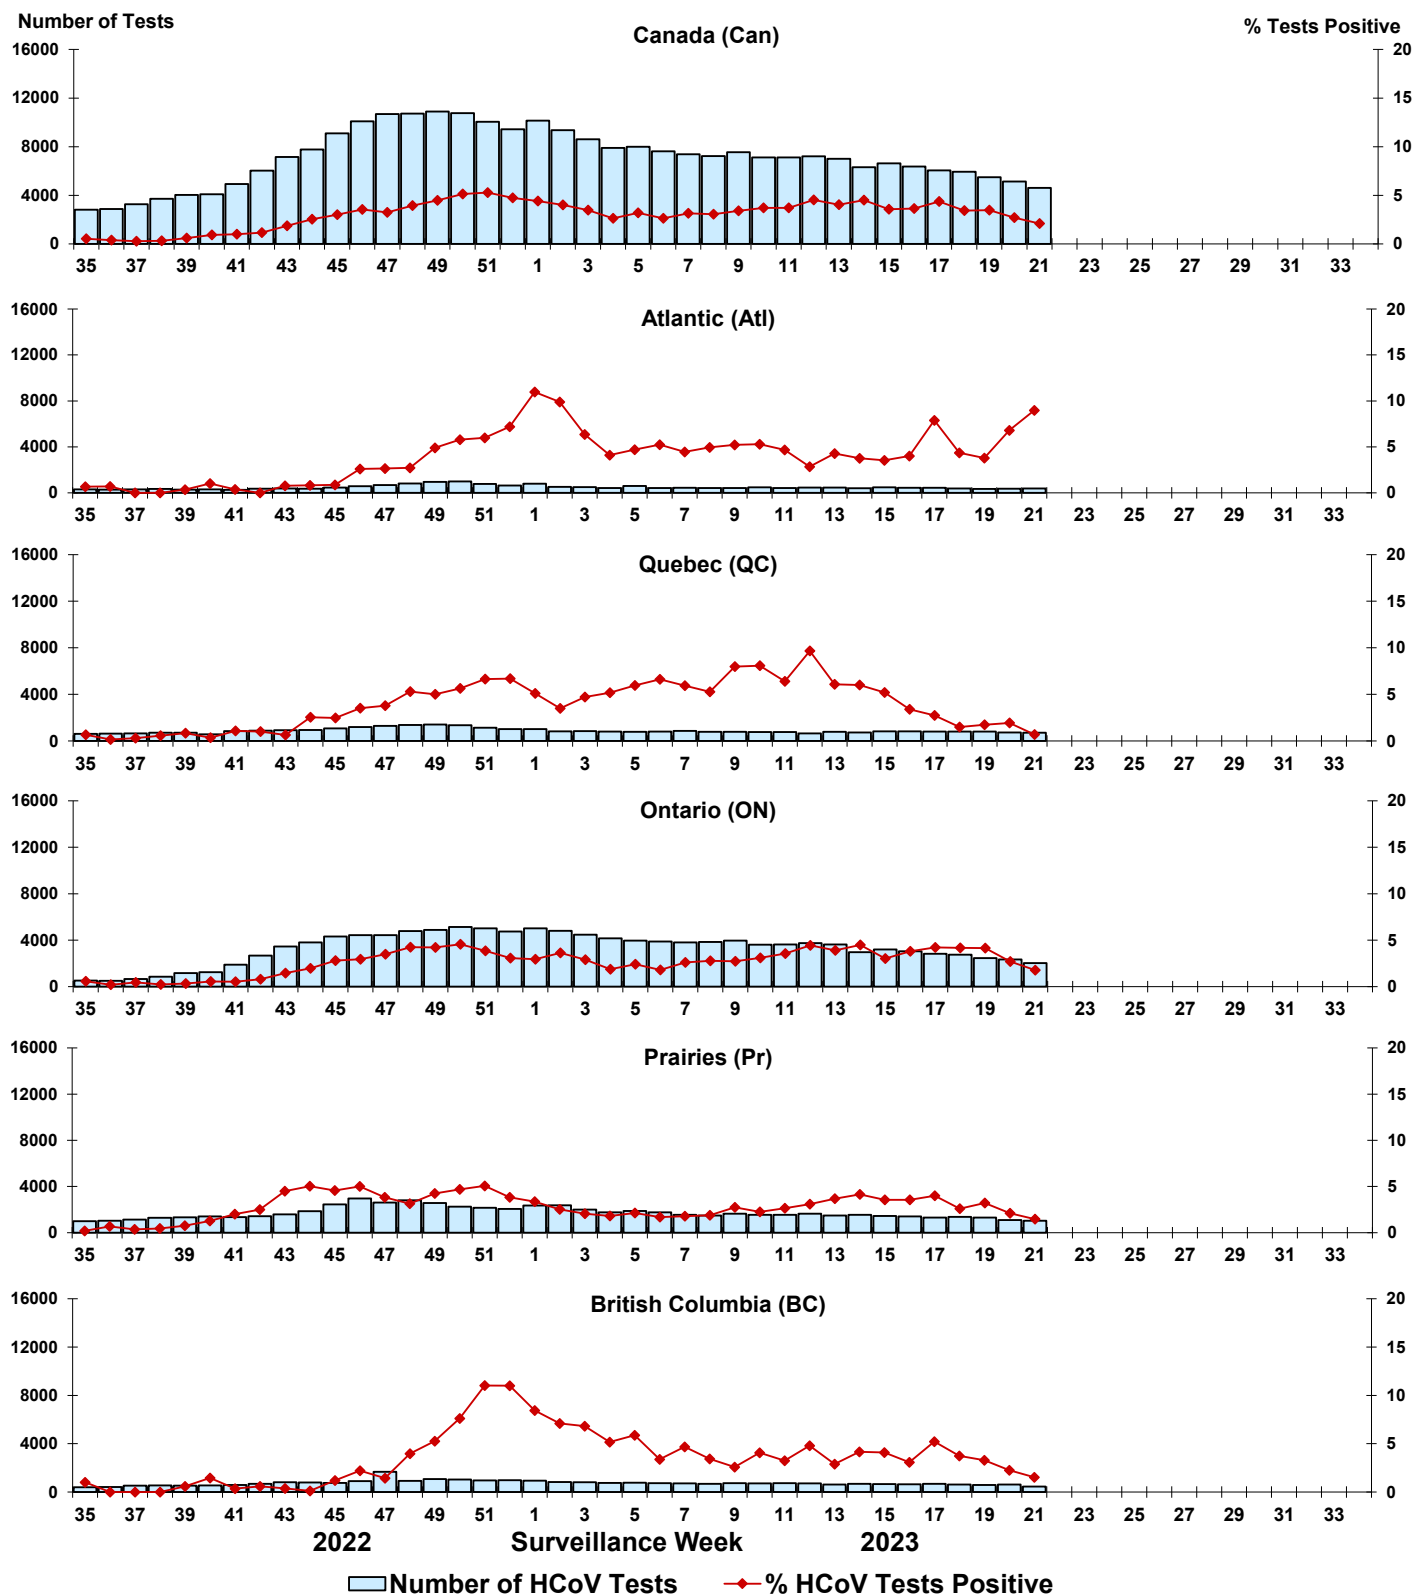 Number of Tests
% Tests Positive
Canada (Can)
16000 20
12000 15
8000 10
4000 5
0 0
35 37 39 41 43 45 47 49 51 1 3 5 7 9 11 13 15 17 19 21 23 25 27 29 31 33
Atlantic (Atl)
16000 20
12000 15
8000 10
4000 5
0 0
35 37 39 41 43 45 47 49 51 1 3 5 7 9 11 13 15 17 19 21 23 25 27 29 31 33
Quebec (QC)
16000 20
12000 15
8000 10
4000 5
0 0
35 37 39 41 43 45 47 49 51 1 3 5 7 9 11 13 15 17 19 21 23 25 27 29 31 33
Ontario (ON)
16000 20
12000 15
8000 10
4000 5
0 0
35 37 39 41 43 45 47 49 51 1 3 5 7 9 11 13 15 17 19 21 23 25 27 29 31 33
Prairies (Pr)
16000 20
12000 15
8000 10
4000 5
0 0
35 37 39 41 43 45 47 49 51 1 3 5 7 9 11 13 15 17 19 21 23 25 27 29 31 33
British Columbia (BC)
16000 20
12000 15
8000 10
4000 5
0 0
35 37 39 41 43 45 47 49 51 1 3 5 7 9 11 13 15 17 19 21 23 25 27 29 31 33
2022 Surveillance Week 2023
Number of HCoV Tests % HCoV Tests Positive